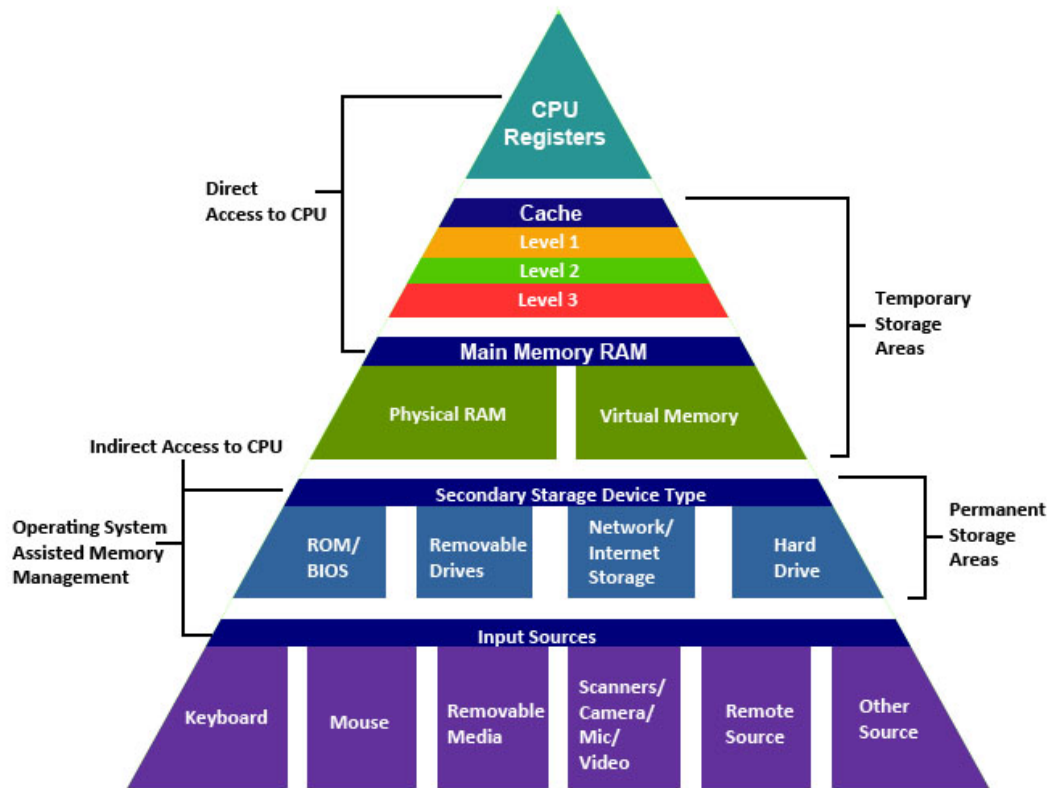 CPU
Registers
Direct
Access to CPU
Cache
Level 1
Level 2
Level 3
Temporary
Storage
Areas
Main Memory RAM
Physical RAM
Virtual Memory
Indirect Access to CPU
Operating System
Assisted Memory
Management
Secondary Starage Device Type
ROM/
BIOS
Removable
Drives
Network/
Internet
Storage
Hard
Drive
Permanent
Storage
Areas
Input Sources
Keyboard
Mouse
Removable
Media
Scanners/
Camera/
Mic/
Video
Remote
Source
Other
Source